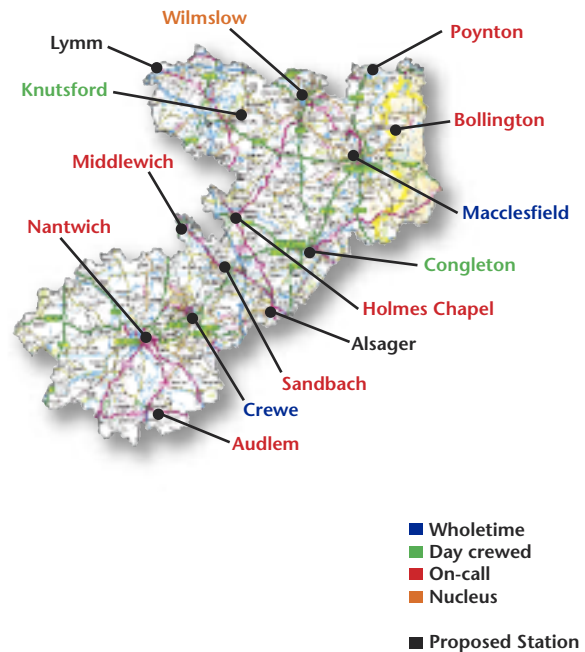 Wilmslow
Poynton
Lymm
Knutsford
Bollington
Middlewich
Macclesfield
Nantwich
Congleton
Holmes Chapel
Alsager
Sandbach
Crewe
Audlem
Wholetime
Day crewed
On-call
Nucleus
Proposed Station